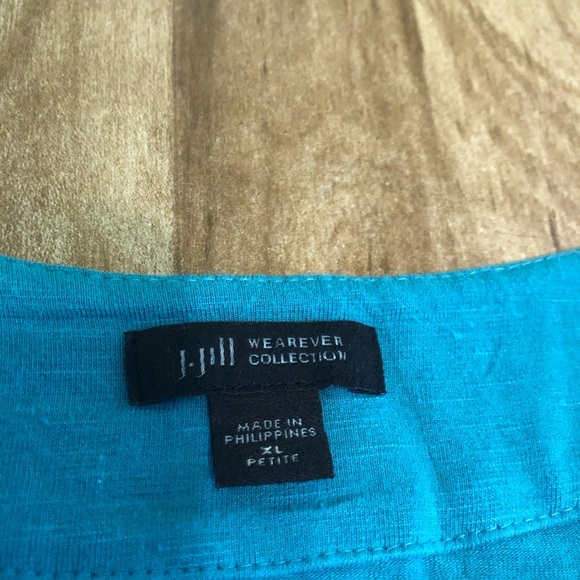 J.Jill WEAREVER
COLLECTION
MADE IN
PHILIPPINES
XL
PETITE